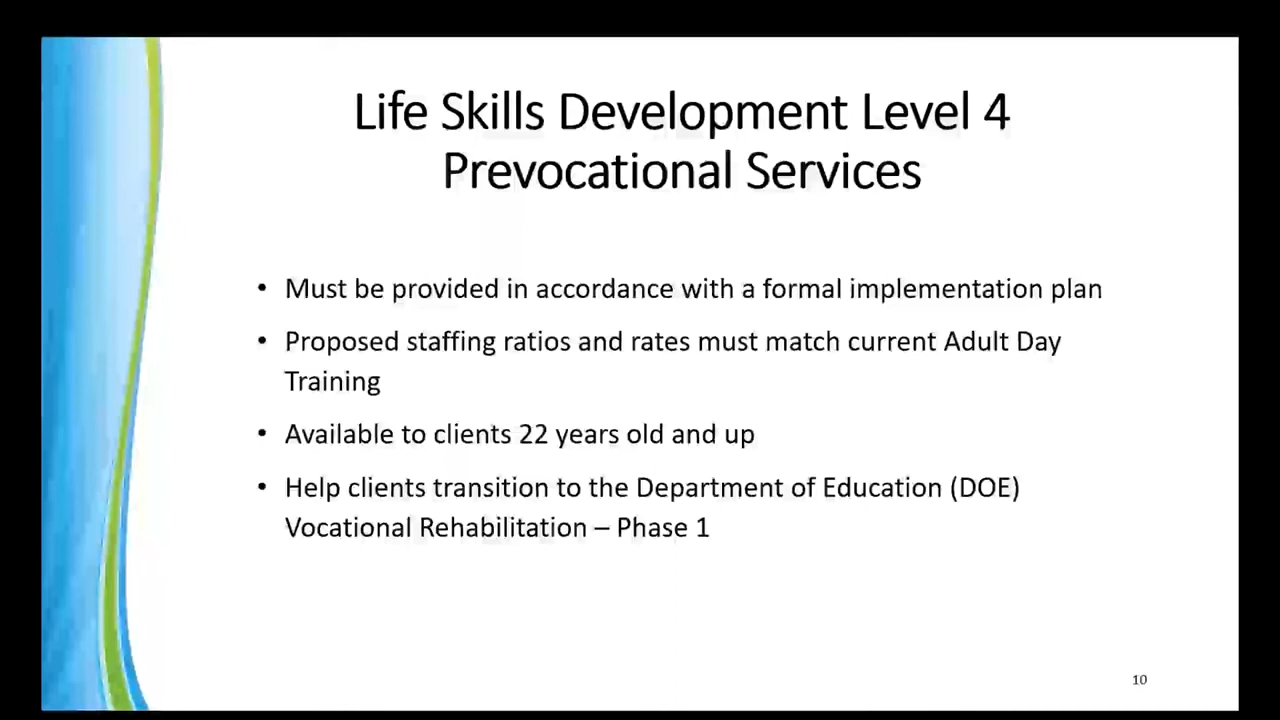 Life Skills Development Level 4
Prevocational Services
• Must be provided in accordance with a formal implementation plan
• Proposed staffing ratios and rates must match current Adult Day
Training
• Available to clients 22 years old and up
• Help clients transition to the Department of Education (DOE)
Vocational Rehabilitation – Phase 1
10